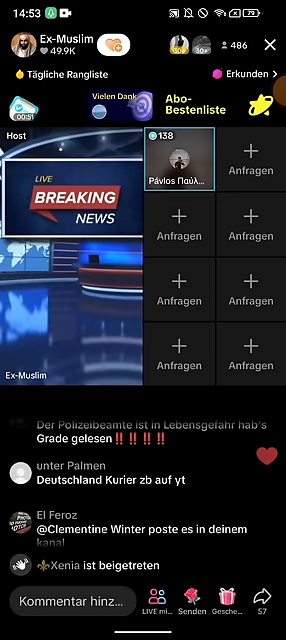 14:53
79
Ex-Muslim
49.9K
486
Tägliche Rangliste
Erkunden >
00:51
Vielen Dank
Abo-
Bestenliste
Host
LIVE
BREAKING
NEWS
Ex-Muslim
138
Pávlos Παύλ...
Anfragen
Anfragen
Anfragen
Anfragen
Anfragen
Anfragen
Anfragen
Der Polizeibeamte ist in Lebensgefahr hab's
Grade gelesen‼️‼️‼️‼️
unter Palmen
Deutschland Kurier zb auf yt
El Feroz
@Clementine Winter poste es in deinem
kanal
⚜️Xenia ist beigetreten
Kommentar hinz...
LIVE mi...
Senden
Gesche...
57